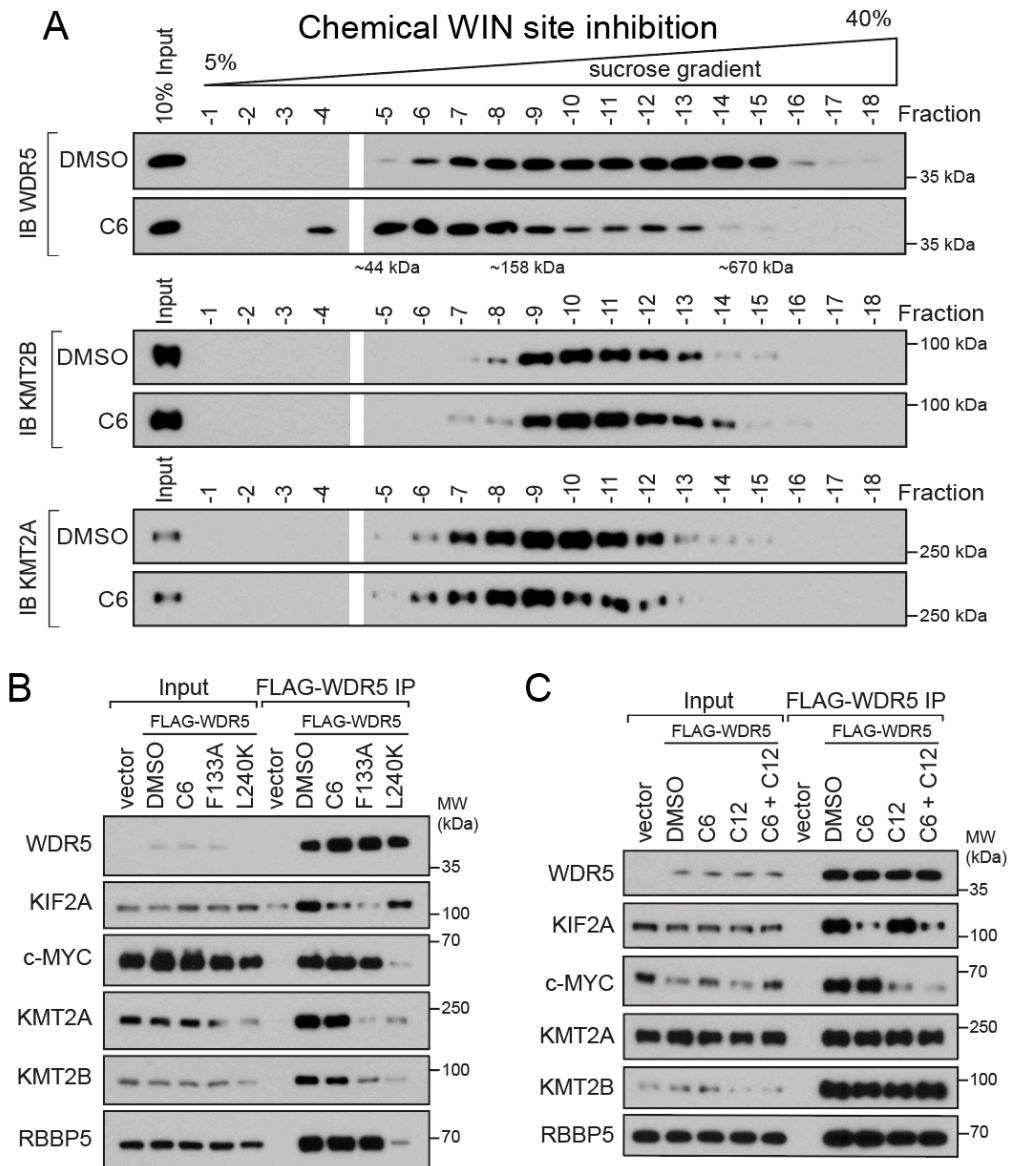 A
Chemical WIN site inhibition
5%
40%
sucrose gradient
10% Input
-1 -2 -3 -4 -5 -6 -7 -8 -9 -10 -11 -12 -13 -14 -15 -16 -17 -18 Fraction
IB WDR5
DMSO
35 kDa
C6
35 kDa
~44 kDa ~158 kDa ~670 kDa
Input
-1 -2 -3 -4 -5 -6 -7 -8 -9 -10 -11 -12 -13 -14 -15 -16 -17 -18 Fraction
IB KMT2B
DMSO
100 kDa
C6
100 kDa
Input
-1 -2 -3 -4 -5 -6 -7 -8 -9 -10 -11 -12 -13 -14 -15 -16 -17 -18 Fraction
IB KMT2A
DMSO
250 kDa
C6
250 kDa
B
Input FLAG-WDR5 IP
FLAG-WDR5 FLAG-WDR5
vector DMSO C6 F133A L240K vector DMSO C6 F133A L240K
MW
(kDa)
WDR5
35
KIF2A
100
c-MYC
70
KMT2A
250
KMT2B
100
RBBP5
70
C
Input FLAG-WDR5 IP
FLAG-WDR5 FLAG-WDR5
vector DMSO C6 C12 C6 + C12 vector DMSO C6 C12 C6 + C12
MW
(kDa)
WDR5
35
KIF2A
100
c-MYC
70
KMT2A
250
KMT2B
100
RBBP5
70